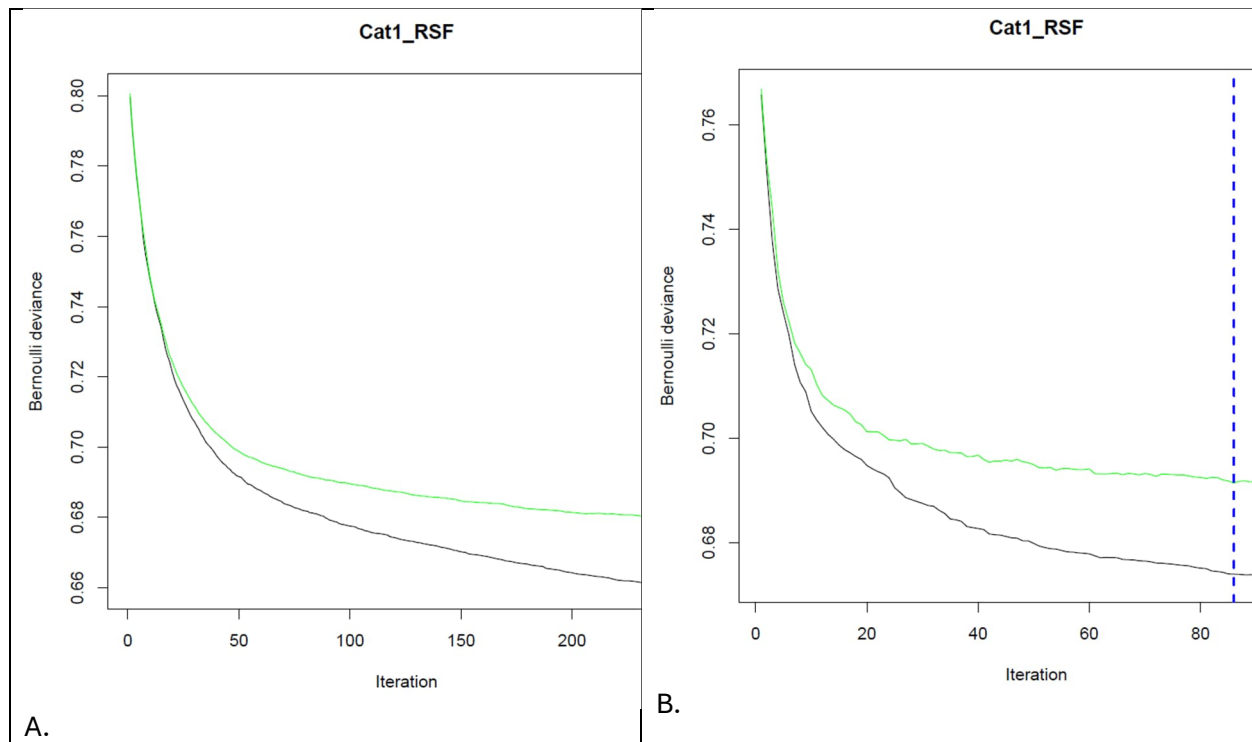 Cat1_RSF
0.80
0.78
0.76
0.74
0.72
0.70
0.68
0.66
Bernoulli deviance
0 50 100 150 200
Iteration
A.
Cat1_RSF
0.76
0.74
0.72
0.70
0.68
Bernoulli deviance
0 20 40 60 80
Iteration
B.